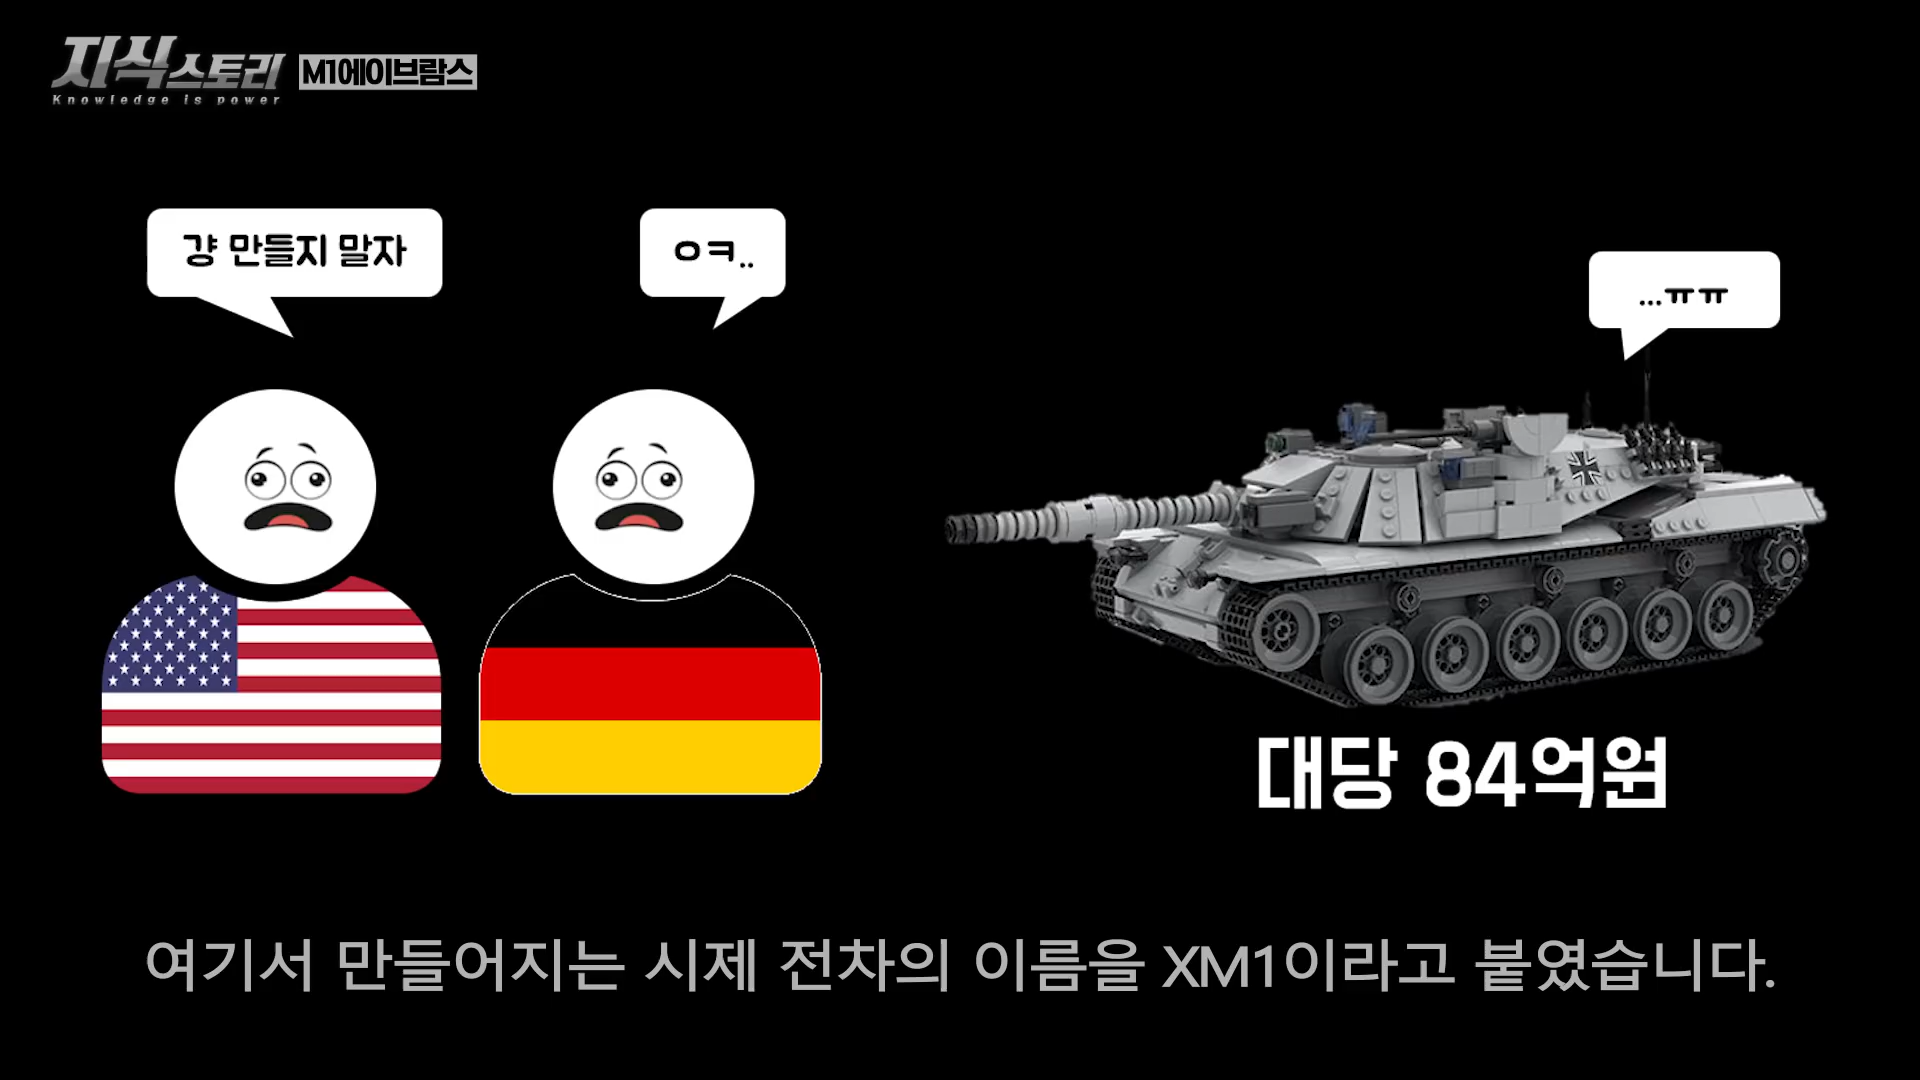 지식스토리 M1에이브람스
Knowledge is power
걍 만들지 말자
ㅇㅋ..
...ㅠㅠ
대당 84억원
여기서 만들어지는 시제 전차의 이름을 XM1이라고 붙였습니다.